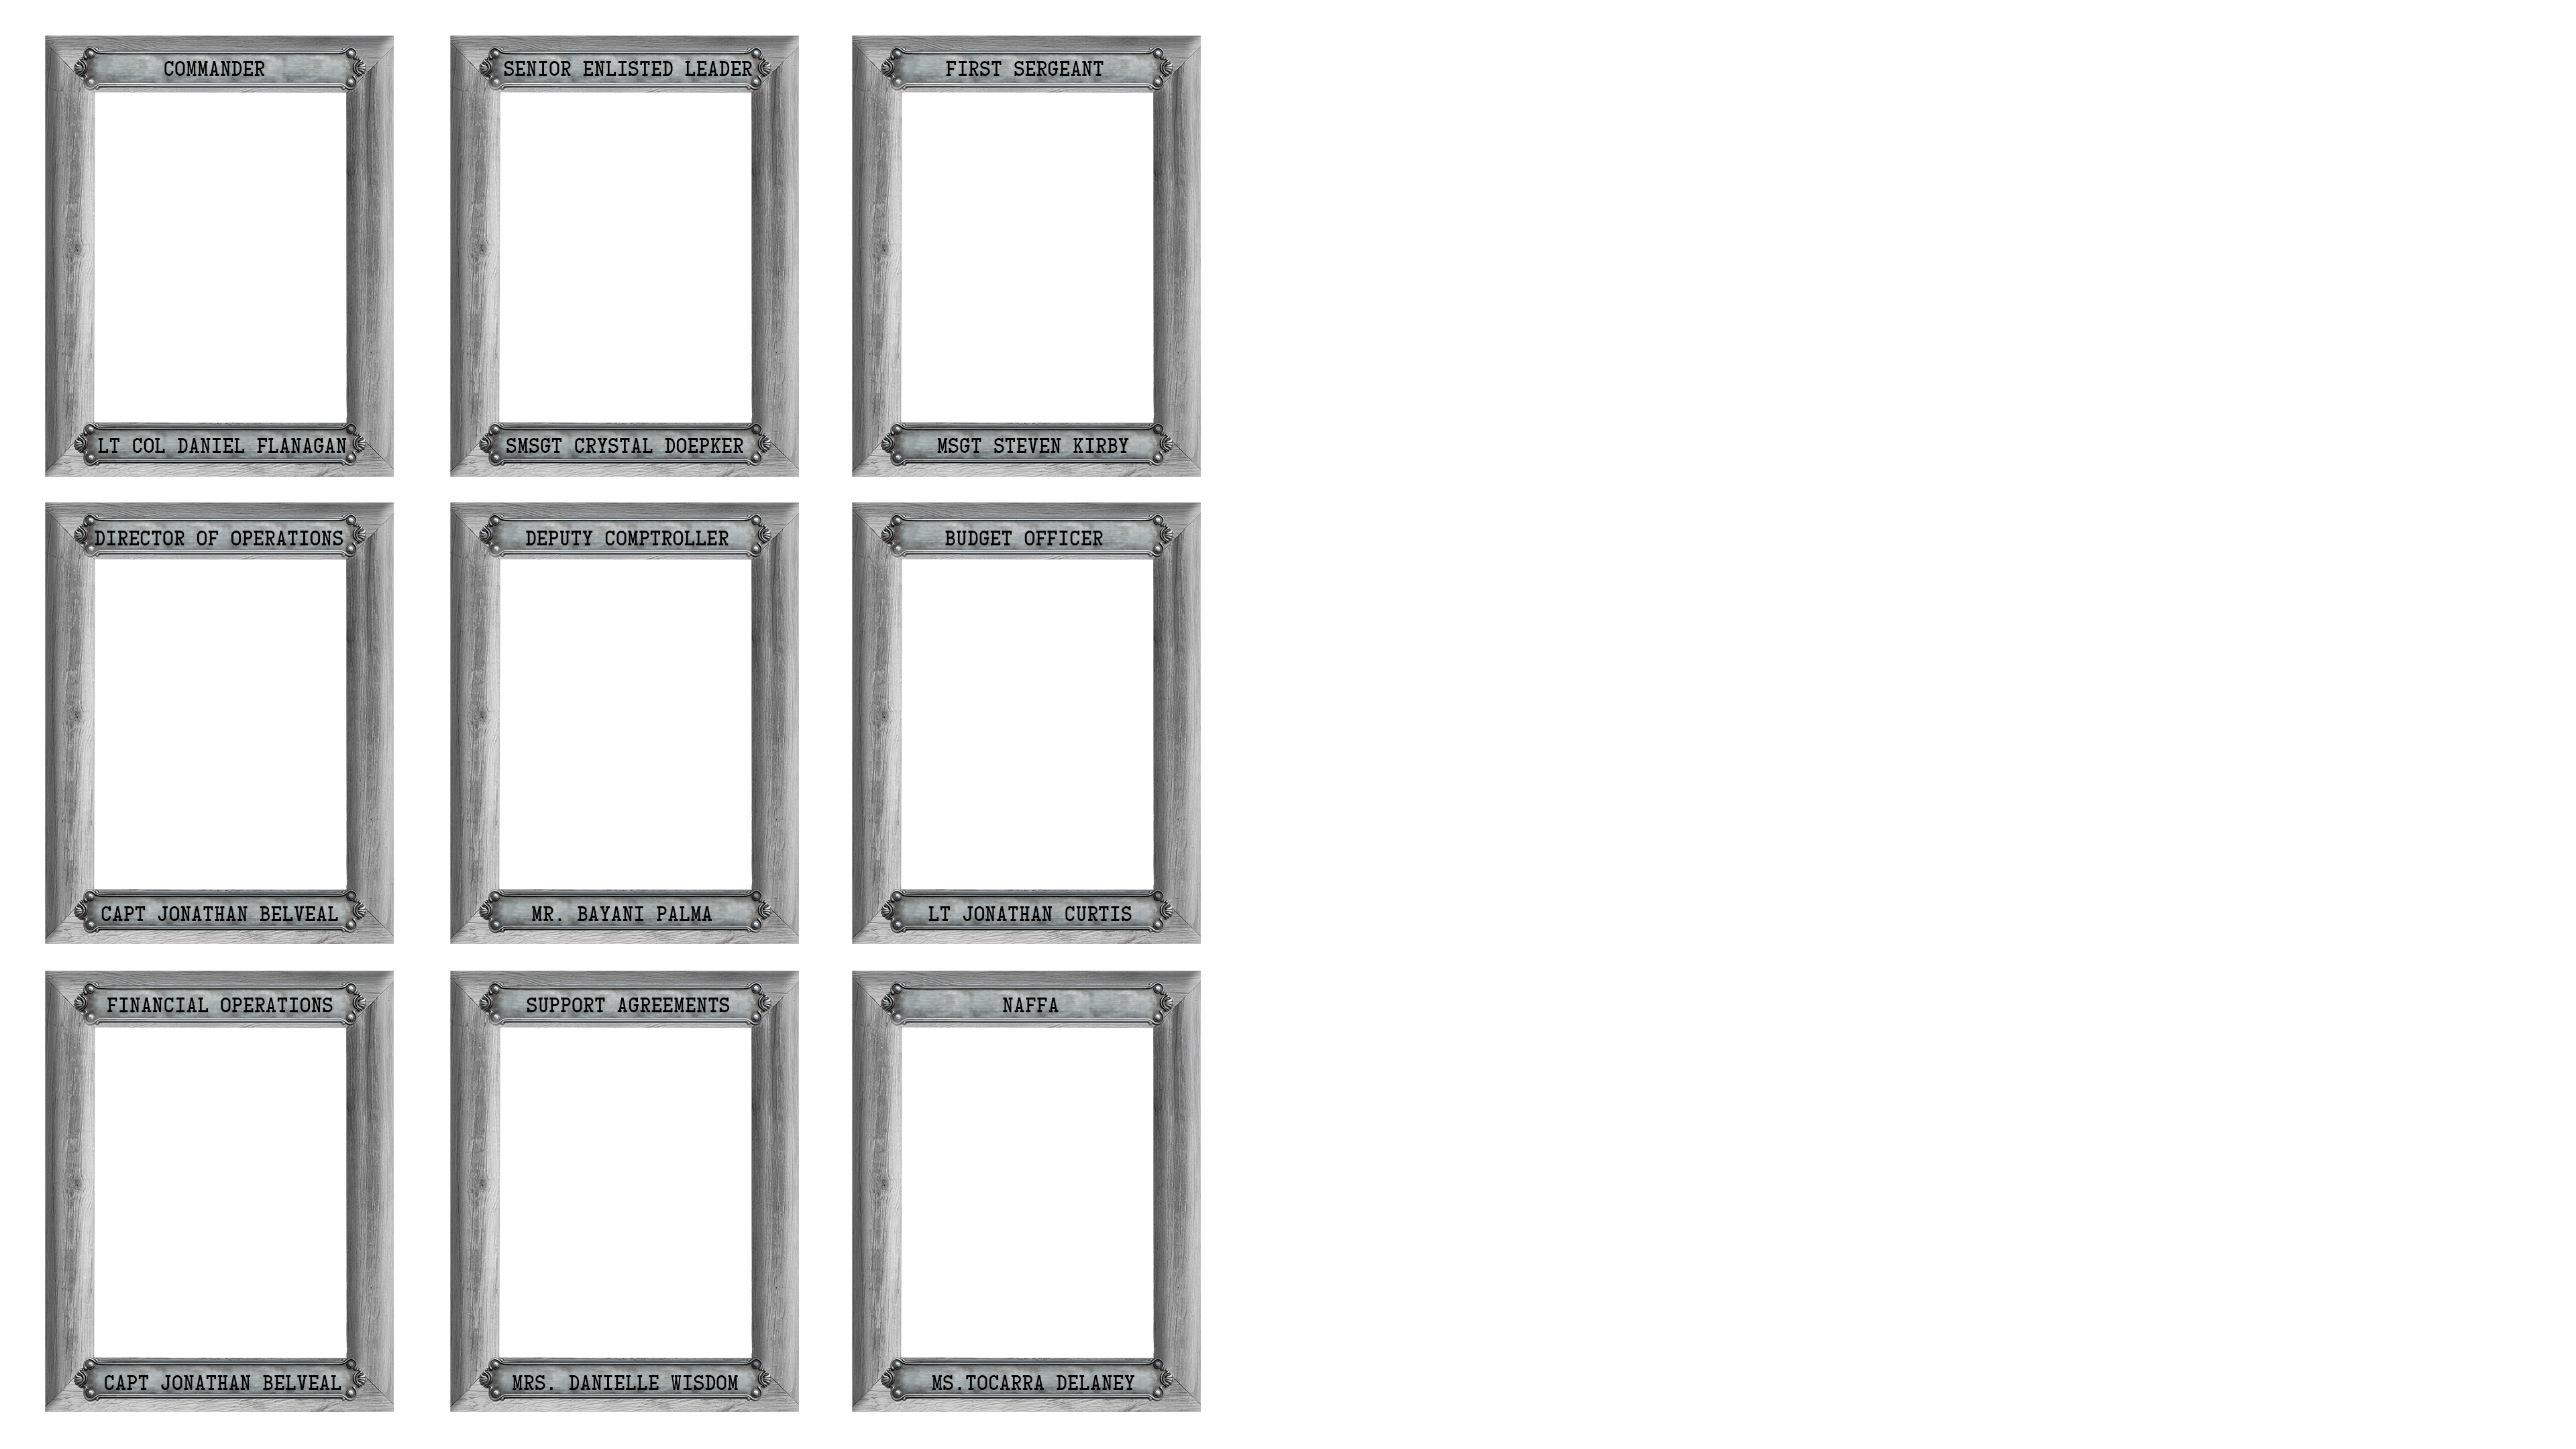 COMMANDER
SENIOR ENLISTED LEADER
FIRST SERGEANT
LT COL DANIEL FLANAGAN
SMSGT CRYSTAL DOEPKER
MSGT STEVEN KIRBY
DIRECTOR OF OPERATIONS
DEPUTY COMPTROLLER
BUDGET OFFICER
CAPT JONATHAN BELVEAL
MR. BAYANI PALMA
LT JONATHAN CURTIS
FINANCIAL OPERATIONS
SUPPORT AGREEMENTS
NAFFA
CAPT JONATHAN BELVEAL
MRS. DANIELLE WISDOM
MS.TOCARRA DELANEY